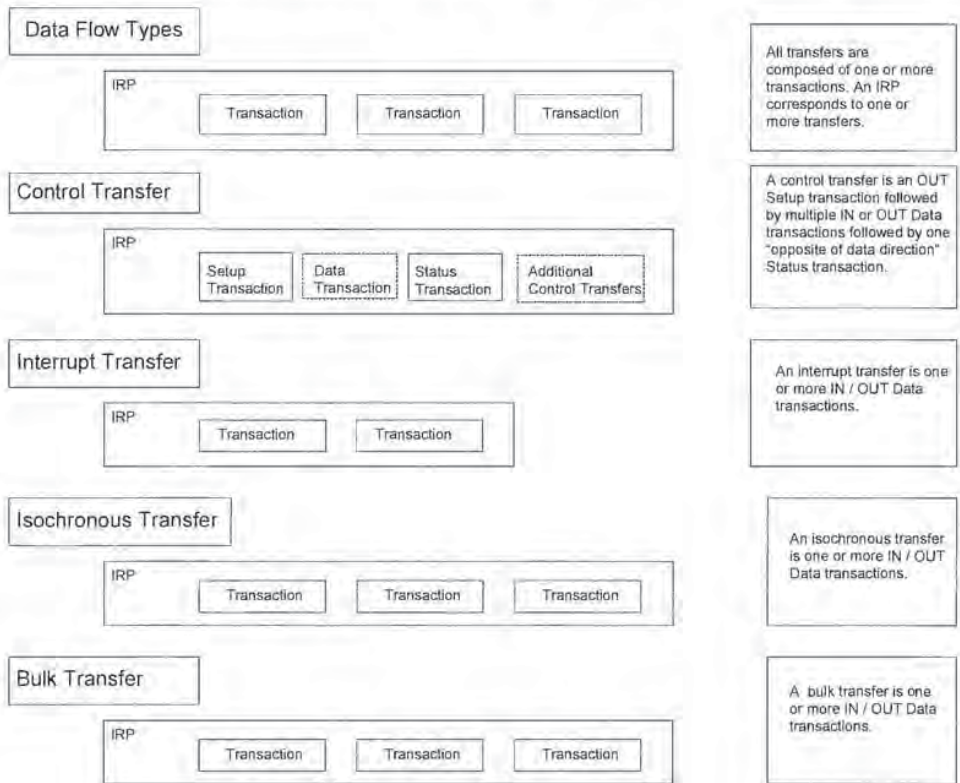 Data Flow Types
IRP
Transaction
Transaction
Transaction
All transfers are
composed of one or more
transactions. An IRP
corresponds to one or
more transfers.
Control Transfer
IRP
Setup
Transaction
Data
Transaction
Status
Transaction
Additional
Control Transfers
A control transfer is an OUT
Setup transaction followed
by multiple IN or OUT Data
transactions followed by one
"opposite of data direction"
Status transaction.
Interrupt Transfer
IRP
Transaction
Transaction
An interrupt transfer is one
or more IN / OUT Data
transactions.
Isochronous Transfer
IRP
Transaction
Transaction
Transaction
An isochronous transfer
is one or more IN / OUT
Data transactions.
Bulk Transfer
IRP
Transaction
Transaction
Transaction
A bulk transfer is one
or more IN / OUT Data
transactions.